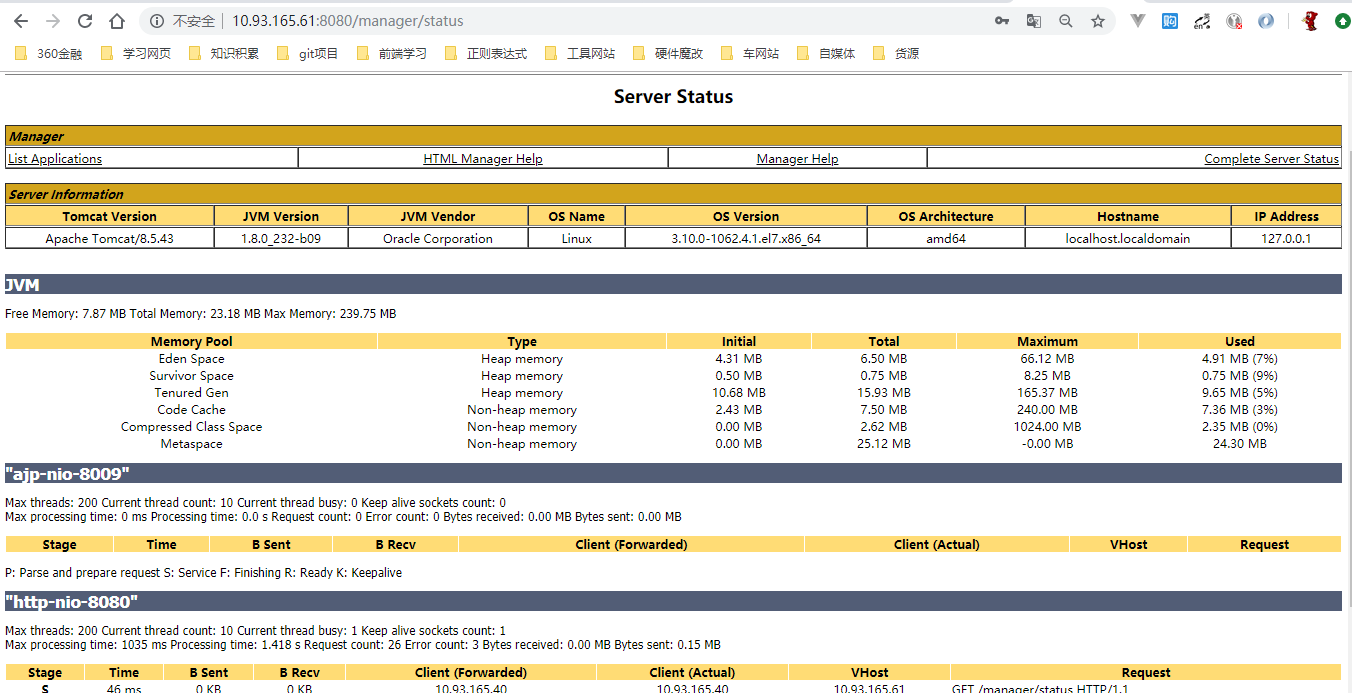 不安全 10.93.165.61:8080/manager/status
360金融 学习网页 知识积累 git项目 前端学习 正则表达式 工具网站 硬件魔改 车网站 自媒体 货源
Server Status
Manager
List Applications HTML Manager Help Manager Help Complete Server Status
Server Information
Tomcat Version JVM Version JVM Vendor OS Name OS Version OS Architecture Hostname IP Address
Apache Tomcat/8.5.43 1.8.0_232-b09 Oracle Corporation Linux 3.10.0-1062.4.1.el7.x86_64 amd64 localhost.localdomain 127.0.0.1
JVM
Free Memory: 7.87 MB Total Memory: 23.18 MB Max Memory: 239.75 MB
Memory Pool Type Initial Total Maximum Used
Eden Space Heap memory 4.31 MB 6.50 MB 66.12 MB 4.91 MB (7%)
Survivor Space Heap memory 0.50 MB 0.75 MB 8.25 MB 0.75 MB (9%)
Tenured Gen Heap memory 10.68 MB 15.93 MB 165.37 MB 9.65 MB (5%)
Code Cache Non-heap memory 2.43 MB 7.50 MB 240.00 MB 7.36 MB (3%)
Compressed Class Space Non-heap memory 0.00 MB 2.62 MB 1024.00 MB 2.35 MB (0%)
Metaspace Non-heap memory 0.00 MB 25.12 MB -0.00 MB 24.30 MB
"ajp-nio-8009"
Max threads: 200 Current thread count: 10 Current thread busy: 0 Keep alive sockets count: 0
Max processing time: 0 ms Processing time: 0.0 s Request count: 0 Error count: 0 Bytes received: 0.00 MB Bytes sent: 0.00 MB
Stage Time B Sent B Recv Client (Forwarded) Client (Actual) VHost Request
P: Parse and prepare request S: Service F: Finishing R: Ready K: Keepalive
"http-nio-8080"
Max threads: 200 Current thread count: 10 Current thread busy: 1 Keep alive sockets count: 1
Max processing time: 1035 ms Processing time: 1.418 s Request count: 26 Error count: 3 Bytes received: 0.00 MB Bytes sent: 0.15 MB
Stage Time B Sent B Recv Client (Forwarded) Client (Actual) VHost Request
S 46 ms 0 KB 0 KB 10.93.165.40 10.93.165.40 10.93.165.61 GET /manager/status HTTP/1.1